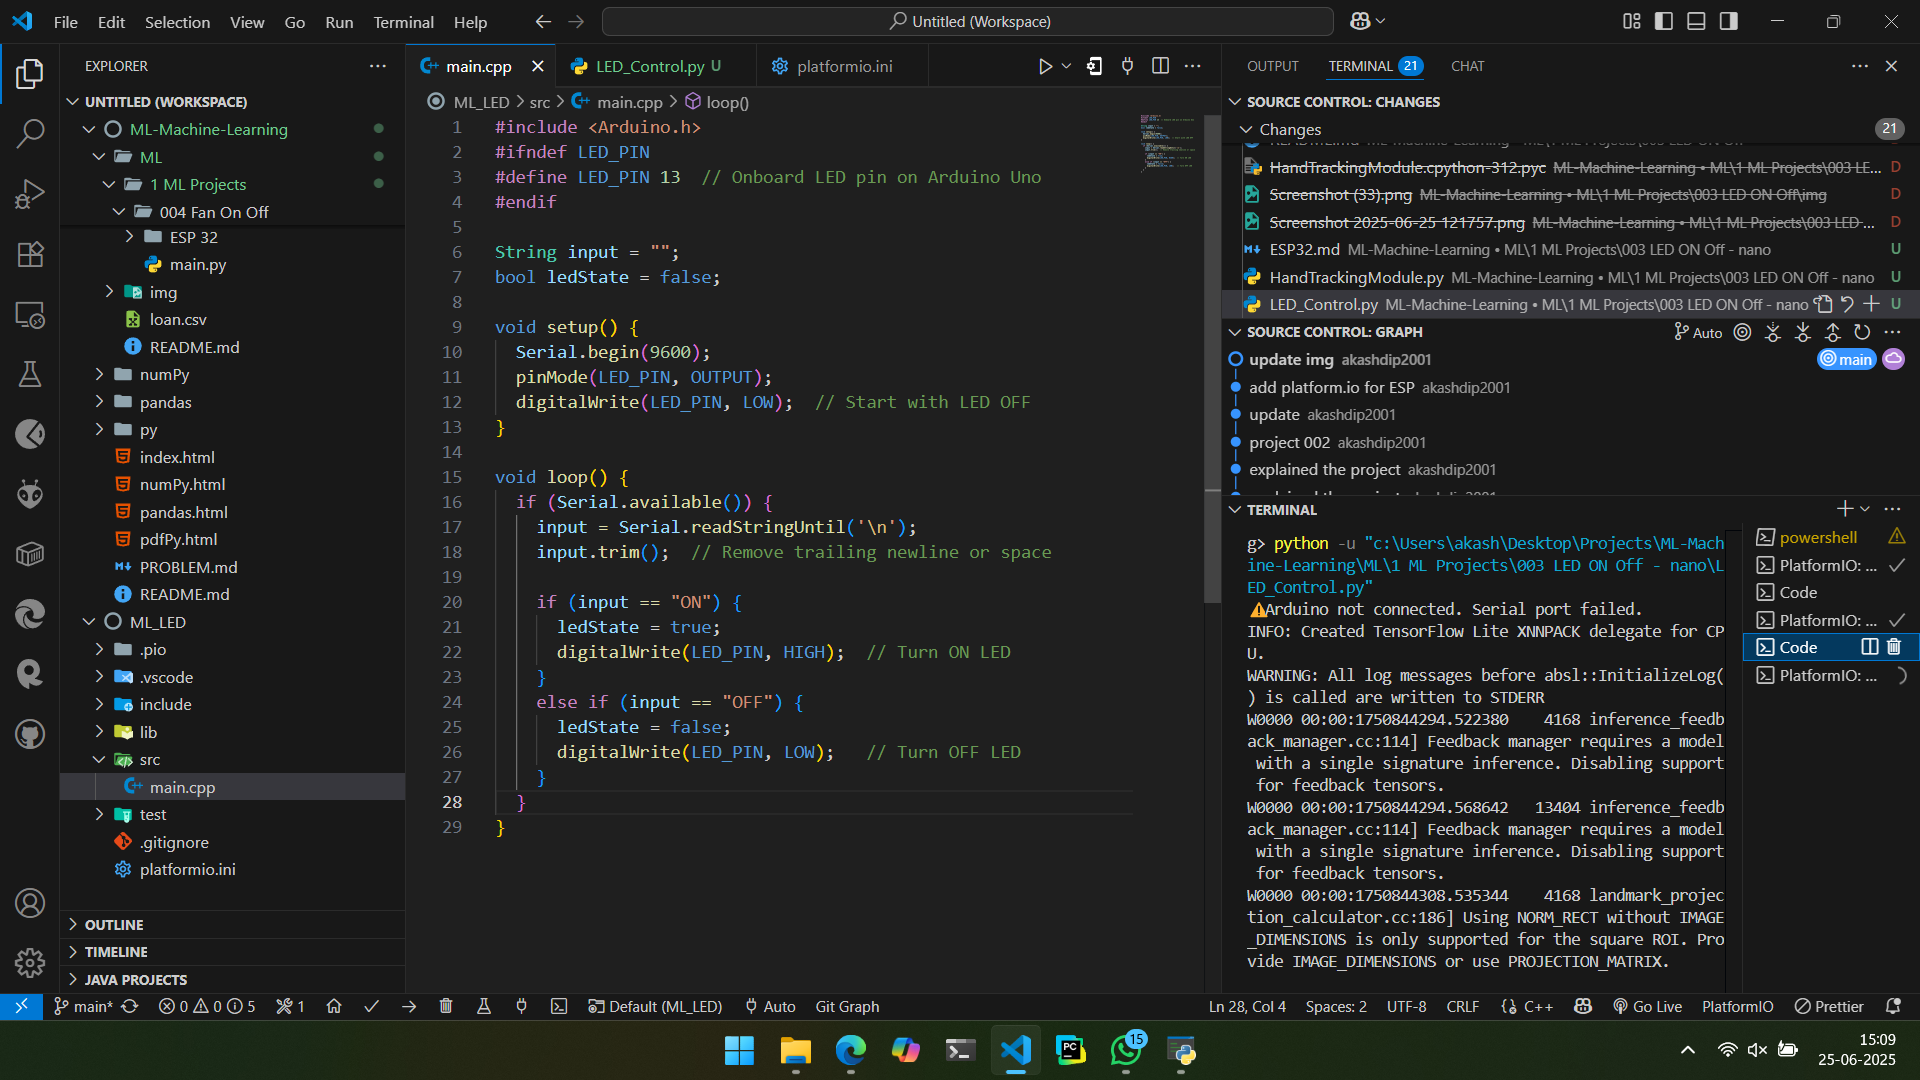 File Edit Selection View Go Run Terminal Help
Untitled (Workspace)
EXPLORER
UNTITLED (WORKSPACE)
ML-Machine-Learning
ML
1 ML Projects
004 Fan On Off
ESP 32
main.py
img
loan.csv
README.md
numPy
pandas
py
index.html
numPy.html
pandas.html
pdfPy.html
PROBLEM.md
README.md
ML_LED
.pio
.vscode
include
lib
src
main.cpp
test
.gitignore
platformio.ini
OUTLINE
TIMELINE
JAVA PROJECTS
main.cpp LED_Control.py U platformio.ini
ML_LED > src > main.cpp > loop()
1 #include <Arduino.h>
2 #ifndef LED_PIN
3 #define LED_PIN 13 // Onboard LED pin on Arduino Uno
4 #endif
5
6 String input = "";
7 bool ledState = false;
8
9 void setup() {
10 Serial.begin(9600);
11 pinMode(LED_PIN, OUTPUT);
12 digitalWrite(LED_PIN, LOW); // Start with LED OFF
13 }
14
15 void loop() {
16 if (Serial.available()) {
17 input = Serial.readStringUntil('\n');
18 input.trim(); // Remove trailing newline or space
19
20 if (input == "ON") {
21 ledState = true;
22 digitalWrite(LED_PIN, HIGH); // Turn ON LED
23 }
24 else if (input == "OFF") {
25 ledState = false;
26 digitalWrite(LED_PIN, LOW); // Turn OFF LED
27 }
28 }
29 }
OUTPUT TERMINAL 21 CHAT
SOURCE CONTROL: CHANGES
Changes 21
HandTrackingModule.cpython-312.pyc ML-Machine-Learning • ML\1 ML Projects\003 LE... D
Screenshot (33).png ML-Machine-Learning • ML\1 ML Projects\003 LED ON Off\img D
Screenshot 2025-06-25 121757.png ML-Machine-Learning • ML\1 ML Projects\003 LED ... D
ESP32.md ML-Machine-Learning • ML\1 ML Projects\003 LED ON Off - nano U
HandTrackingModule.py ML-Machine-Learning • ML\1 ML Projects\003 LED ON Off - nano U
LED_Control.py ML-Machine-Learning • ML\1 ML Projects\003 LED ON Off - nano U
SOURCE CONTROL: GRAPH Auto
update img akashdip2001 main
add platform.io for ESP akashdip2001
update akashdip2001
project 002 akashdip2001
explained the project akashdip2001
TERMINAL
g> python -u "c:\Users\akash\Desktop\Projects\ML-Mach
ine-Learning\ML\1 ML Projects\003 LED ON Off - nano\L
ED_Control.py"
⚠️Arduino not connected. Serial port failed.
INFO: Created TensorFlow Lite XNNPACK delegate for CP
U.
WARNING: All log messages before absl::InitializeLog(
) is called are written to STDERR
W0000 00:00:1750844294.522380 4168 inference_feedb
ack_manager.cc:114] Feedback manager requires a model
with a single signature inference. Disabling support
for feedback tensors.
W0000 00:00:1750844294.568642 13404 inference_feedb
ack_manager.cc:114] Feedback manager requires a model
with a single signature inference. Disabling support
for feedback tensors.
W0000 00:00:1750844308.535344 4168 landmark_projec
tion_calculator.cc:186] Using NORM_RECT without IMAGE
_DIMENSIONS is only supported for the square ROI. Pro
vide IMAGE_DIMENSIONS or use PROJECTION_MATRIX.
powershell
PlatformIO: ...
Code
PlatformIO: ...
Code
PlatformIO: ...
main* 0 0 5 1 Default (ML_LED) Auto Git Graph
Ln 28, Col 4 Spaces: 2 UTF-8 CRLF C++ Go Live PlatformIO Prettier
PC
15
15:09
25-06-2025